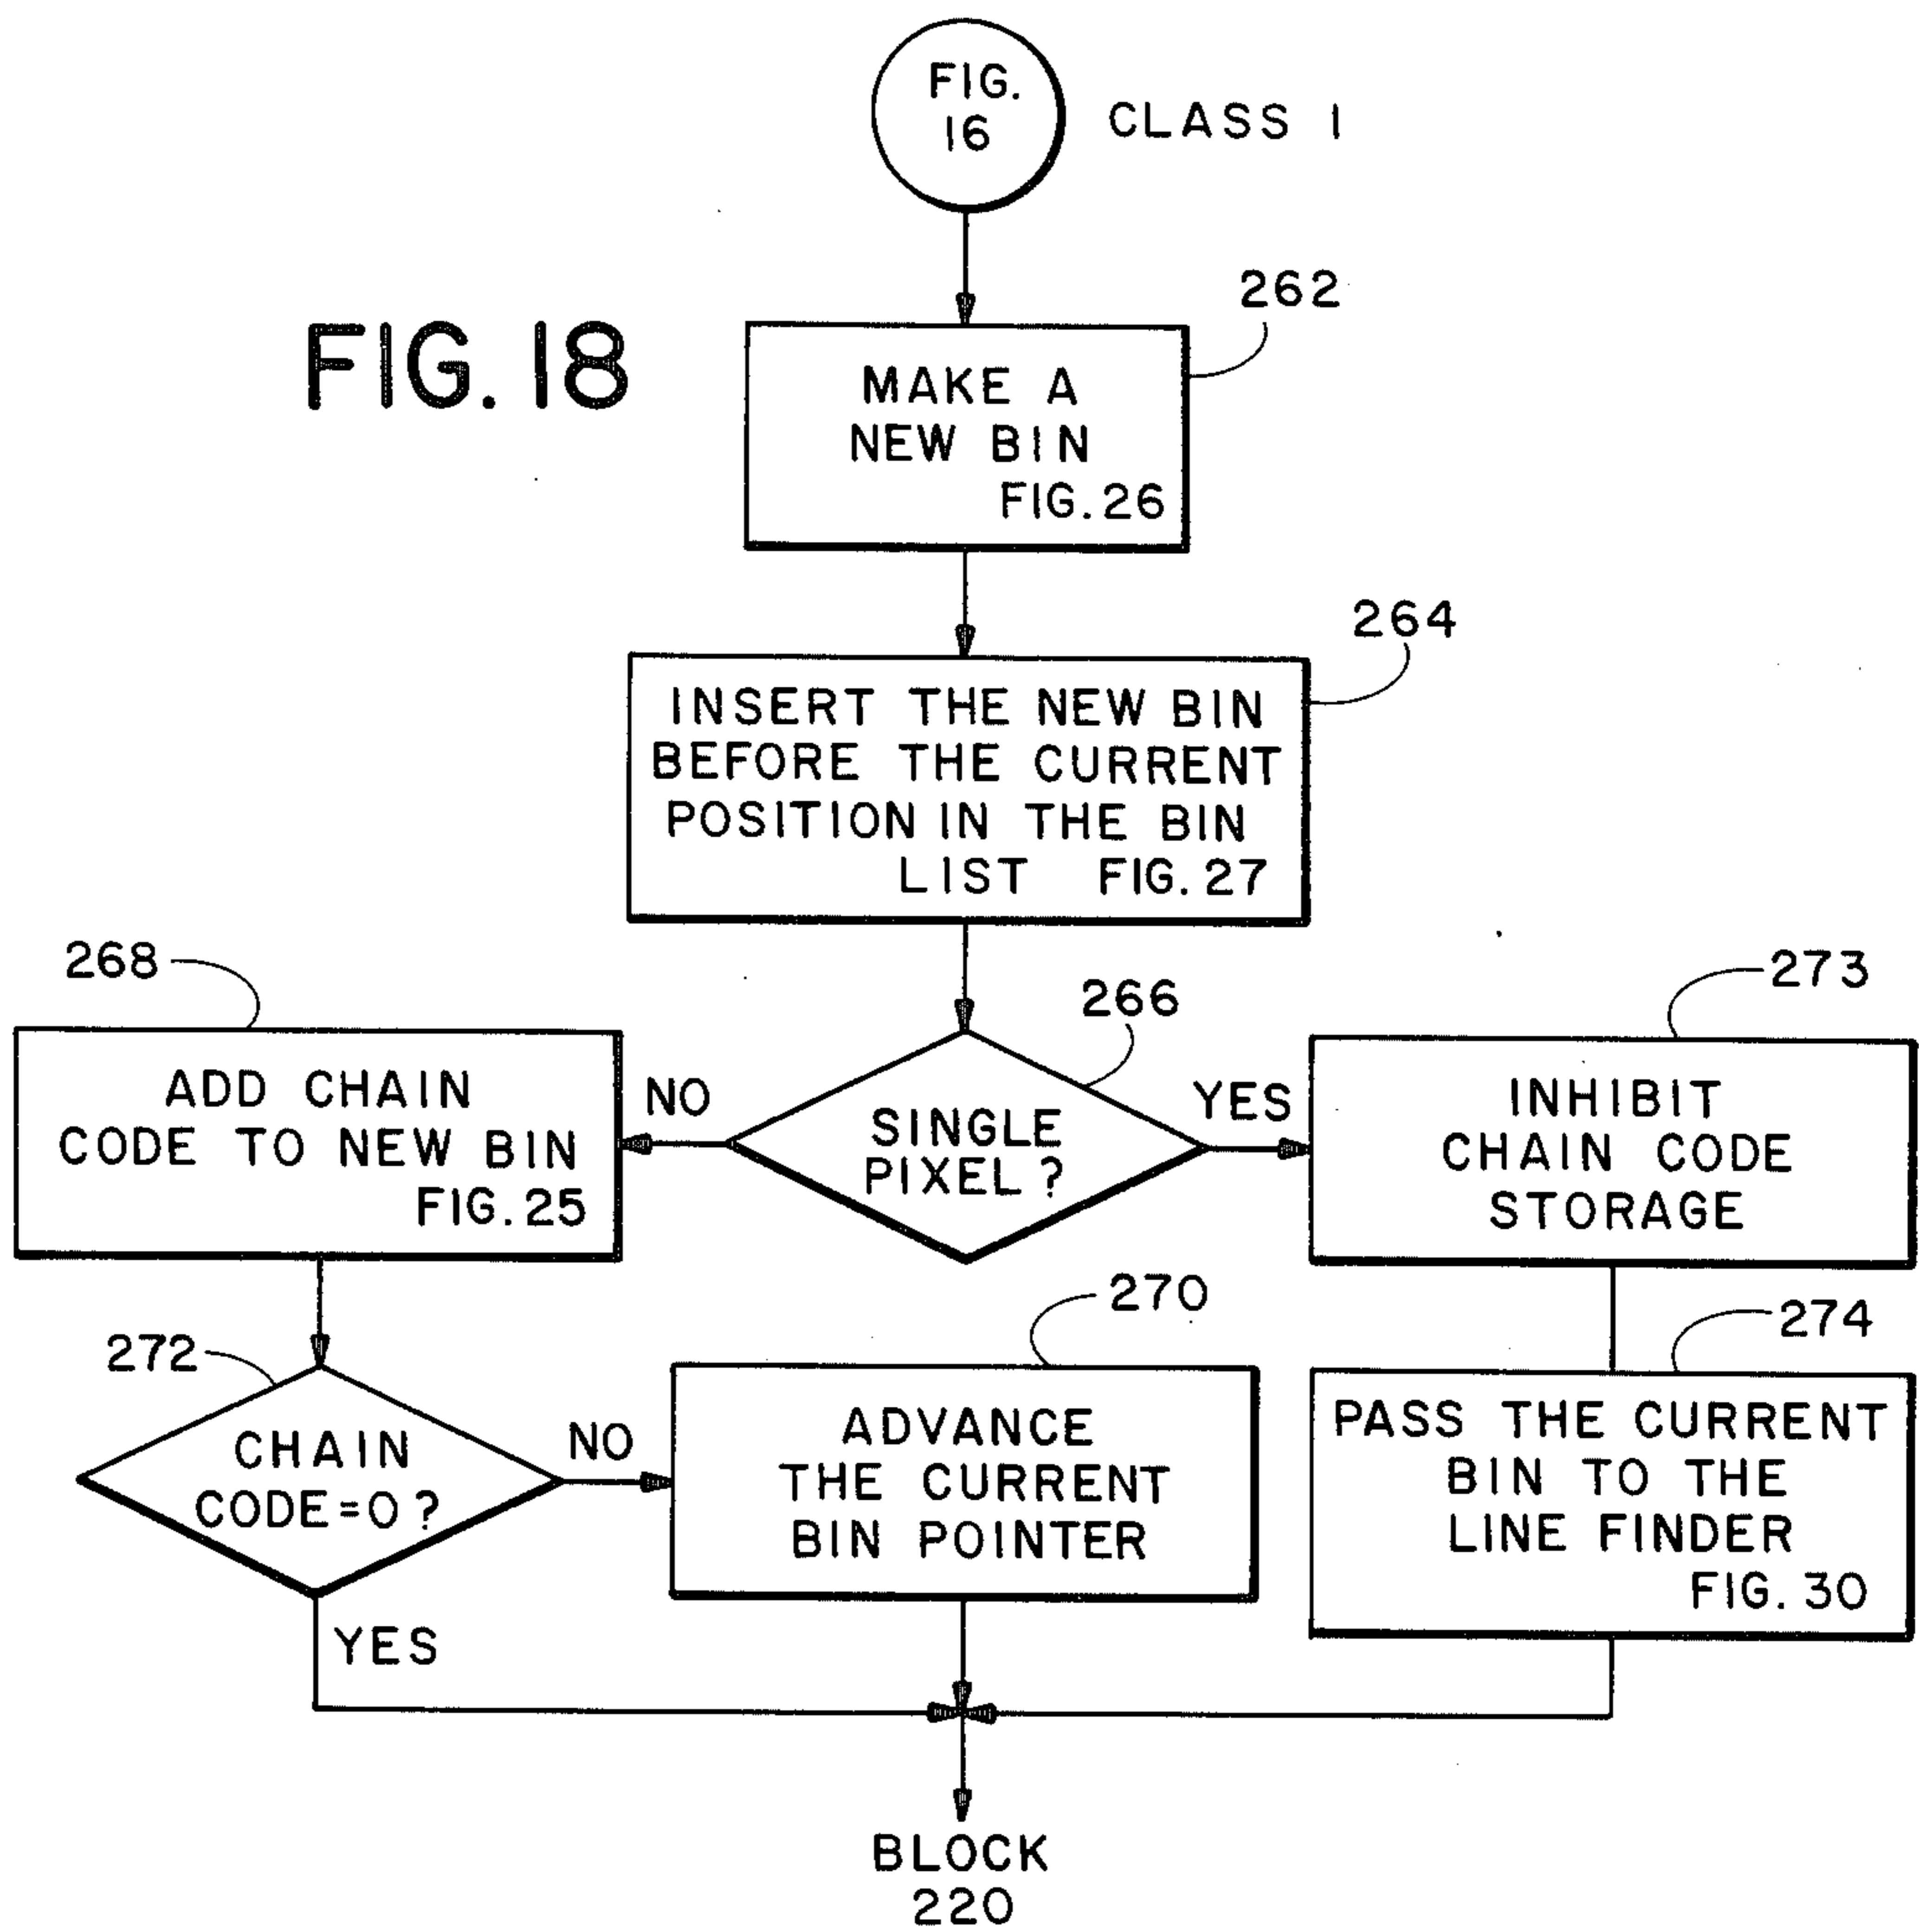 FIG.
16
CLASS 1
FIG. 18
262
MAKE A
NEW BIN
FIG. 26
264
INSERT THE NEW BIN
BEFORE THE CURRENT
POSITION IN THE BIN
LIST FIG. 27
268
266
273
ADD CHAIN
CODE TO NEW BIN
FIG. 25
NO
SINGLE
PIXEL?
YES
INHIBIT
CHAIN CODE
STORAGE
272
270
274
CHAIN
CODE=0?
NO
YES
ADVANCE
THE CURRENT
BIN POINTER
PASS THE CURRENT
BIN TO THE
LINE FINDER
FIG. 30
BLOCK
220